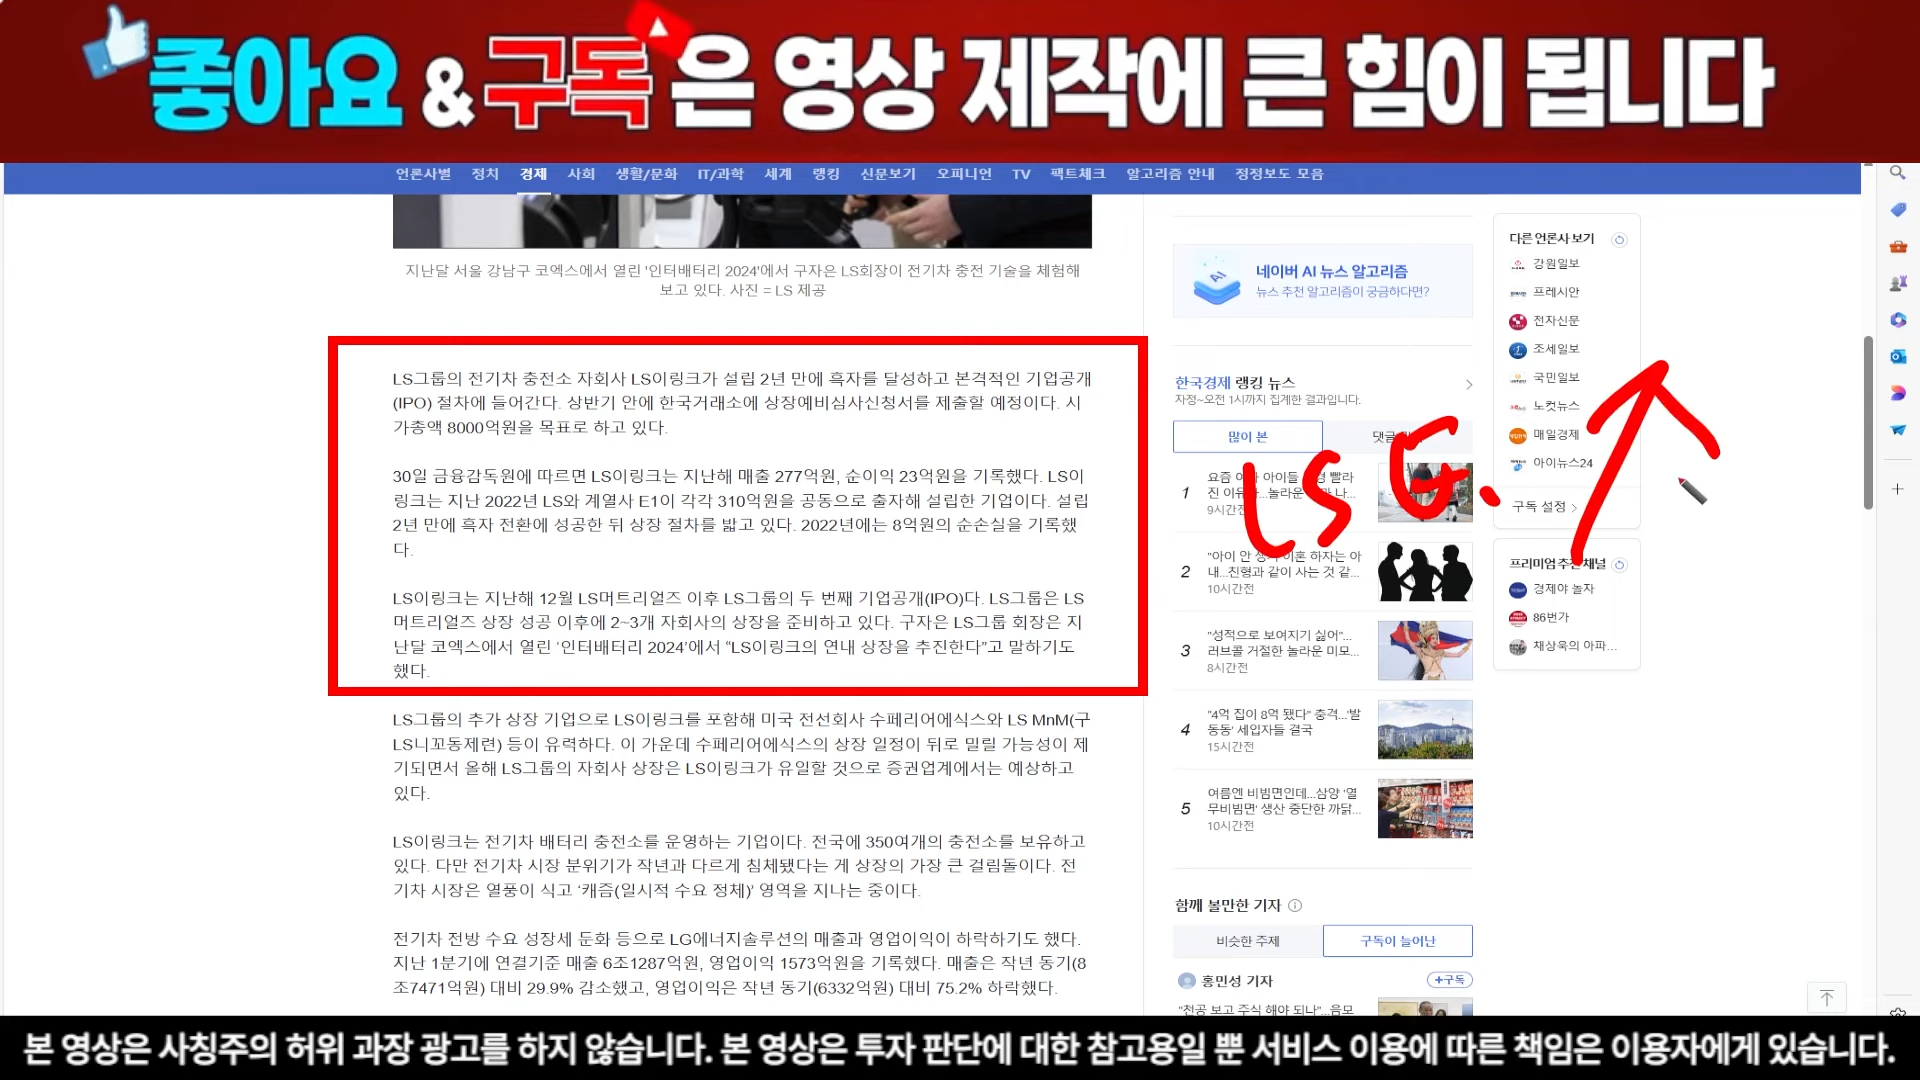 좋아요 & 구독은 영상 제작에 큰 힘이 됩니다
언론사별 정치 경제 사회 생활/문화 IT/과학 세계 랭킹 신문보기 오피니언 TV 팩트체크 알고리즘 안내 정정보도 모음
지난달 서울 강남구 코엑스에서 열린 '인터배터리 2024'에서 구자은 LS회장이 전기차 충전 기술을 체험해
보고 있다. 사진 = LS 제공
LS그룹의 전기차 충전소 자회사 LS이링크가 설립 2년 만에 흑자를 달성하고 본격적인 기업공개
(IPO) 절차에 들어간다. 상반기 안에 한국거래소에 상장예비심사신청서를 제출할 예정이다. 시
가총액 8000억원을 목표로 하고 있다.
30일 금융감독원에 따르면 LS이링크는 지난해 매출 277억원, 순이익 23억원을 기록했다. LS이
링크는 지난 2022년 LS와 계열사 E1이 각각 310억원을 공동으로 출자해 설립한 기업이다. 설립
2년 만에 흑자 전환에 성공한 뒤 상장 절차를 밟고 있다. 2022년에는 8억원의 순손실을 기록했
다.
LS이링크는 지난해 12월 LS머트리얼즈 이후 LS그룹의 두 번째 기업공개(IPO)다. LS그룹은 LS
머트리얼즈 상장 성공 이후에 2~3개 자회사의 상장을 준비하고 있다. 구자은 LS그룹 회장은 지
난달 코엑스에서 열린 ‘인터배터리 2024’에서 “LS이링크의 연내 상장을 추진한다”고 말하기도
했다.
LS그룹의 추가 상장 기업으로 LS이링크를 포함해 미국 전선회사 수페리어에식스와 LS MnM(구
LS니꼬동제련) 등이 유력하다. 이 가운데 수페리어에식스의 상장 일정이 뒤로 밀릴 가능성이 제
기되면서 올해 LS그룹의 자회사 상장은 LS이링크가 유일할 것으로 증권업계에서는 예상하고
있다.
LS이링크는 전기차 배터리 충전소를 운영하는 기업이다. 전국에 350여개의 충전소를 보유하고
있다. 다만 전기차 시장 분위기가 작년과 다르게 침체됐다는 게 상장의 가장 큰 걸림돌이다. 전
기차 시장은 열풍이 식고 ‘캐즘(일시적 수요 정체)’ 영역을 지나는 중이다.
전기차 전방 수요 성장세 둔화 등으로 LG에너지솔루션의 매출과 영업이익이 하락하기도 했다.
지난 1분기에 연결기준 매출 6조1287억원, 영업이익 1573억원을 기록했다. 매출은 작년 동기(8
조7471억원) 대비 29.9% 감소했고, 영업이익은 작년 동기(6332억원) 대비 75.2% 하락했다.
AI
네이버 AI 뉴스 알고리즘
뉴스 추천 알고리즘이 궁금하다면?
한국경제 랭킹 뉴스
자정~오전 1시까지 집계한 결과입니다.
많이 본 댓글
LS G.
1
요즘 아이들 빨라
진 이유 ...놀라운 나...
9시간전
2
"아이 안 이혼 하자는 아
내...친형과 같이 사는 것 같...
10시간전
3
"성적으로 보여지기 싫어"...
러브콜 거절한 놀라운 미모...
8시간전
4
"4억 집이 8억 됐다" 충격...'발
동동' 세입자들 결국
15시간전
5
여름엔 비빔면인데...삼양 '열
무비빔면' 생산 중단한 까닭...
10시간전
함께 볼만한 기자
비슷한 주제 구독이 늘어난
홍민성 기자 +구독
"천공 보고 주식 해야 되나"...음모
다른 언론사 보기
강원일보
프레시안
전자신문
조세일보
국민일보
노컷뉴스
매일경제
아이뉴스24
구독 설정
프리미엄 추천 채널
경제야 놀자
86번가
채상욱의 아파...
본 영상은 사칭주의 허위 과장 광고를 하지 않습니다. 본 영상은 투자 판단에 대한 참고용일 뿐 서비스 이용에 따른 책임은 이용자에게 있습니다.